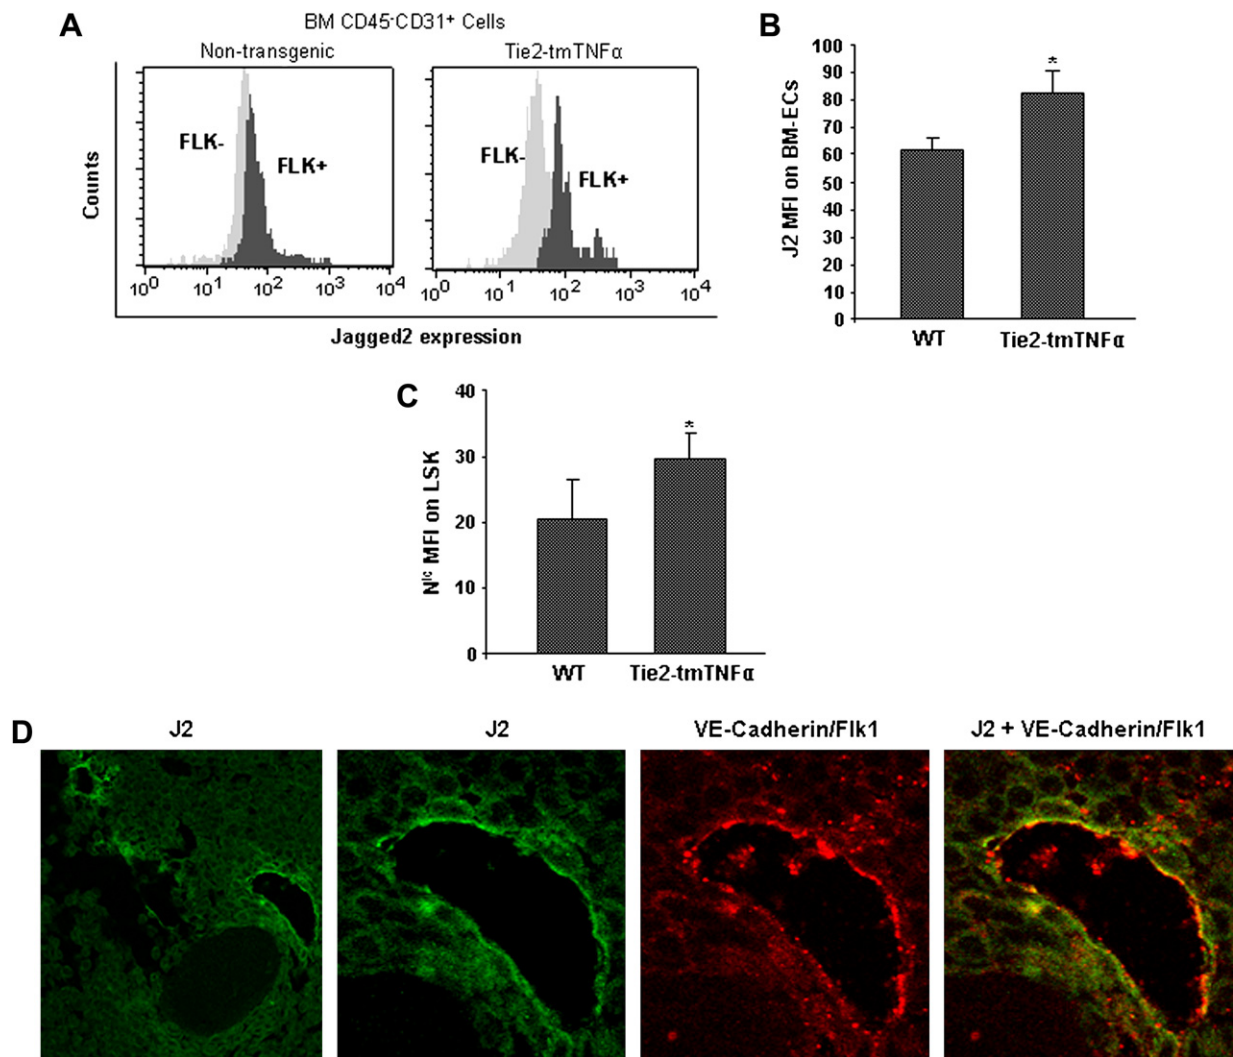 A
BM CD45-CD31+ Cells
Non-transgenic
Tie2-tmTNFα
FLK-
FLK+
FLK-
FLK+
Counts
10⁰ 10¹ 10² 10³ 10⁴
10⁰ 10¹ 10² 10³ 10⁴
Jagged2 expression
B
J2 MFI on BM-ECs
100
90
80
70
60
50
40
30
20
10
0
*
WT Tie2-tmTNFα
C
N^IC MFI on LSK
40
30
20
10
0
*
WT Tie2-tmTNFα
D
J2
J2
VE-Cadherin/Flk1
J2 + VE-Cadherin/Flk1